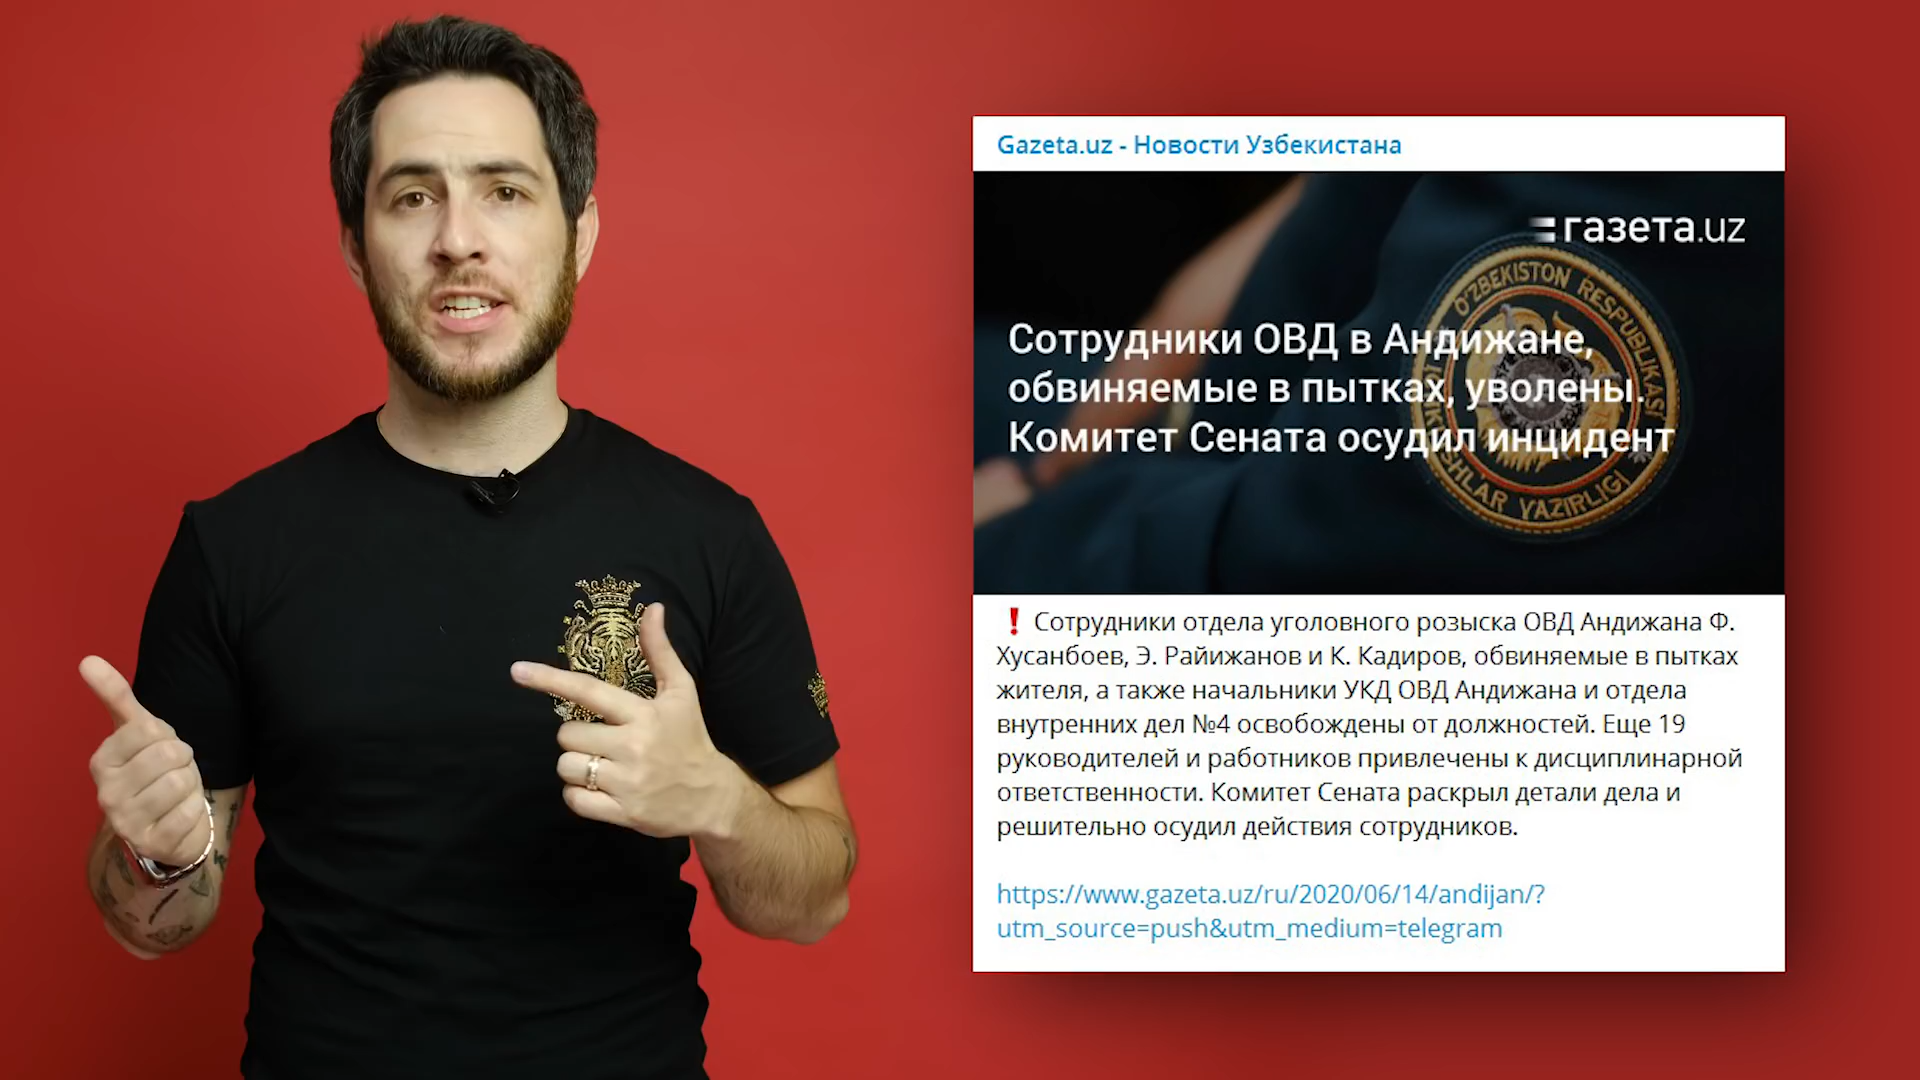 Gazeta.uz - Новости Узбекистана
газета.uz
O'ZBEKISTON RESPUBLIKASI
Сотрудники ОВД в Андижане,
обвиняемые в пытках, уволены.
Комитет Сената осудил инцидент
ISHLAR VAZIRLIGI
❗ Сотрудники отдела уголовного розыска ОВД Андижана Ф.
Хусанбоев, Э. Райижанов и К. Кадиров, обвиняемые в пытках
жителя, а также начальники УКД ОВД Андижана и отдела
внутренних дел №4 освобождены от должностей. Еще 19
руководителей и работников привлечены к дисциплинарной
ответственности. Комитет Сената раскрыл детали дела и
решительно осудил действия сотрудников.
https://www.gazeta.uz/ru/2020/06/14/andijan/?
utm_source=push&utm_medium=telegram